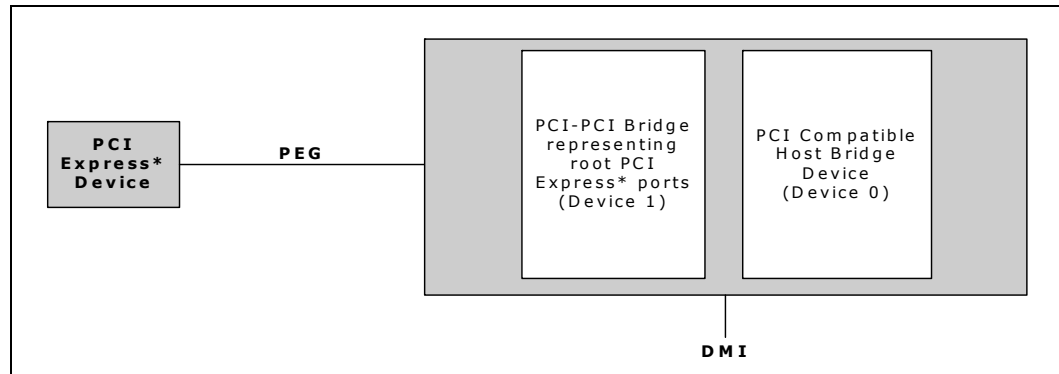 PCI
Express*
Device
PEG
PCI-PCI Bridge
representing
root PCI
Express* ports
(Device 1)
PCI Compatible
Host Bridge
Device
(Device 0)
DMI